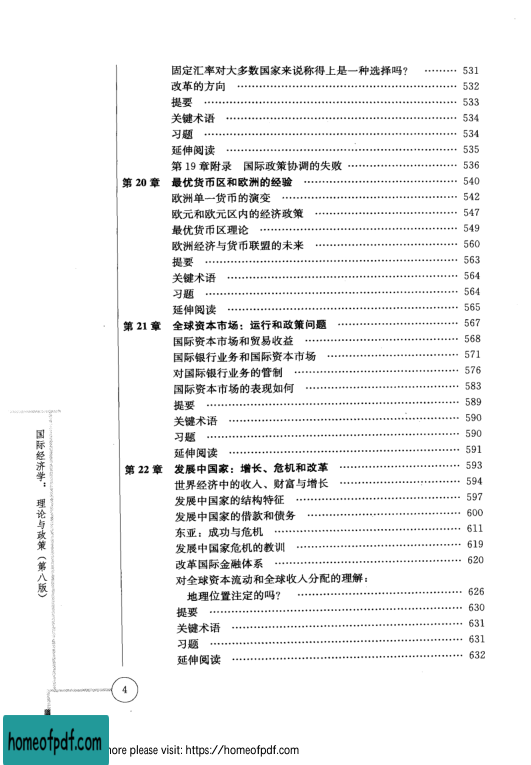 固定汇率对大多数国家来说称得上是一种选择吗? ……… 531
改革的方向 ……… 532
提要 ……… 533
关键术语 ……… 534
习题 ……… 534
延伸阅读 ……… 535
第19章附录 国际政策协调的失败 ……… 536
第20章 最优货币区和欧洲的经验 ……… 540
欧洲单一货币的演变 ……… 542
欧元和欧元区内的经济政策 ……… 547
最优货币区理论 ……… 549
欧洲经济与货币联盟的未来 ……… 560
提要 ……… 563
关键术语 ……… 564
习题 ……… 564
延伸阅读 ……… 565
第21章 全球资本市场:运行和政策问题 ……… 567
国际资本市场和贸易收益 ……… 568
国际银行业务和国际资本市场 ……… 571
对国际银行业务的管制 ……… 576
国际资本市场的表现如何 ……… 583
提要 ……… 589
关键术语 ……… 590
习题 ……… 590
延伸阅读 ……… 591
第22章 发展中国家:增长、危机和改革 ……… 593
世界经济中的收入、财富与增长 ……… 594
发展中国家的结构特征 ……… 597
发展中国家的借款和债务 ……… 600
东亚:成功与危机 ……… 611
发展中国家危机的教训 ……… 619
改革国际金融体系 ……… 620
对全球资本流动和全球收入分配的理解:
地理位置注定的吗? ……… 626
提要 ……… 630
关键术语 ……… 631
习题 ……… 631
延伸阅读 ……… 632
国际经济学:理论与政策(第八版)
4
homeofpdf.com
please visit: https://homeofpdf.com